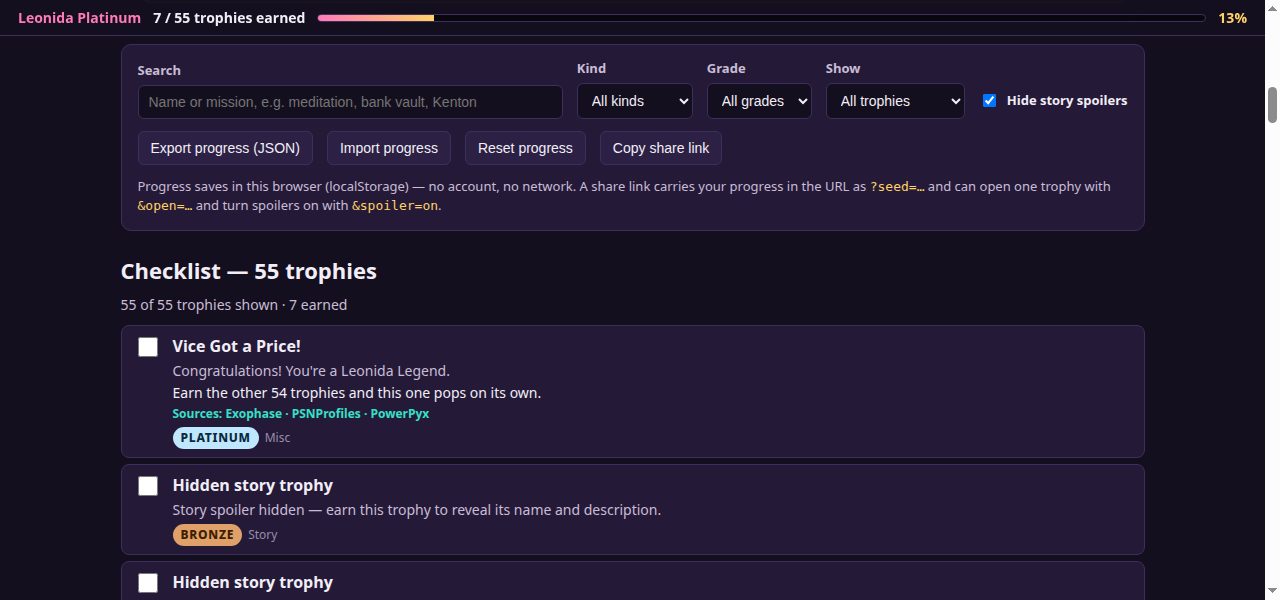 Leonida Platinum 7 / 55 trophies earned 13%
Search Kind Grade Show
Name or mission, e.g. meditation, bank vault, Kenton All kinds All grades All trophies Hide story spoilers
Export progress (JSON) Import progress Reset progress Copy share link
Progress saves in this browser (localStorage) — no account, no network. A share link carries your progress in the URL as ?seed=… and can open one trophy with
&open=… and turn spoilers on with &spoiler=on.
Checklist — 55 trophies
55 of 55 trophies shown · 7 earned
Vice Got a Price!
Congratulations! You're a Leonida Legend.
Earn the other 54 trophies and this one pops on its own.
Sources: Exophase · PSNProfiles · PowerPyx
PLATINUM Misc
Hidden story trophy
Story spoiler hidden — earn this trophy to reveal its name and description.
BRONZE Story
Hidden story trophy